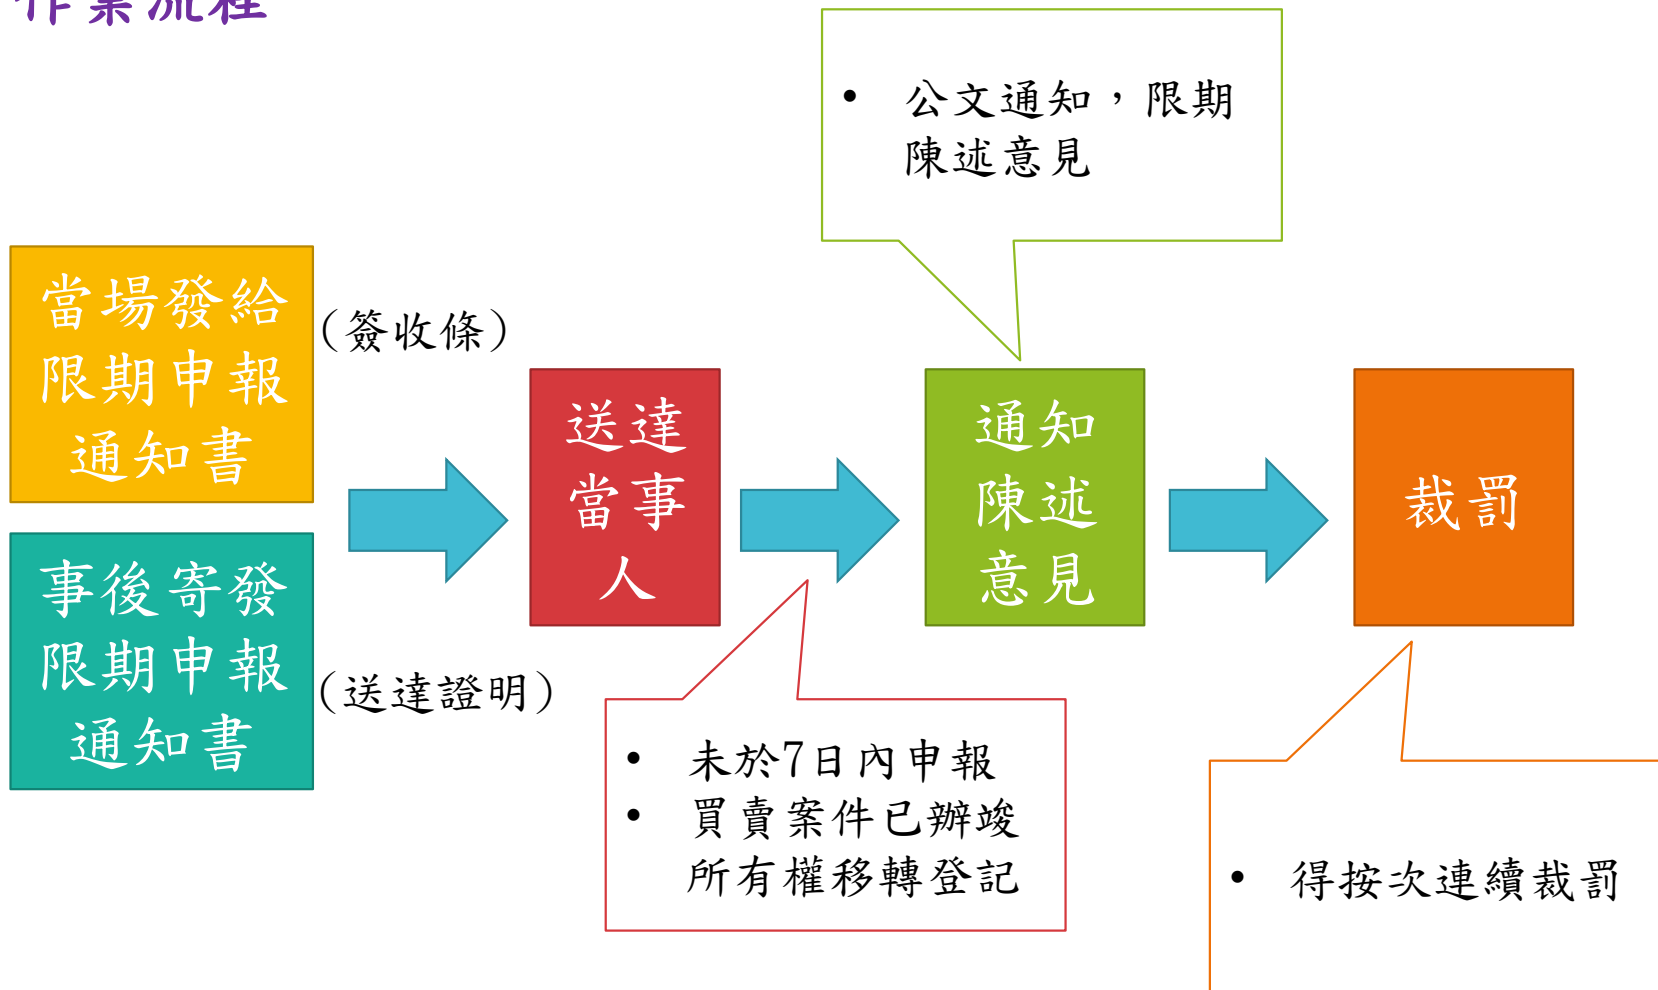 作業流程
• 公文通知，限期
陳述意見
當場發給
限期申報
通知書
(簽收條)
事後寄發
限期申報
通知書
(送達證明)
送達
當事
人
• 未於7日內申報
• 買賣案件已辦竣
所有權移轉登記
通知
陳述
意見
裁罰
• 得按次連續裁罰